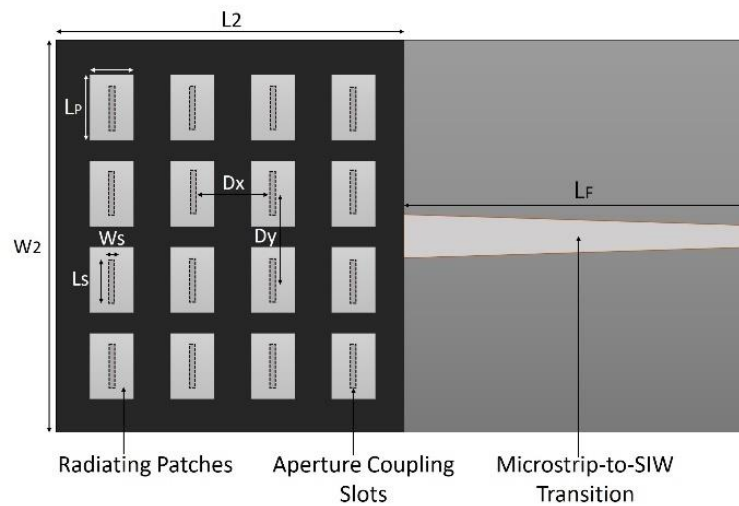 L2
LP
Dx
LF
Ws
Dy
W2
Ls
Radiating Patches
Aperture Coupling
Slots
Microstrip-to-SIW
Transition